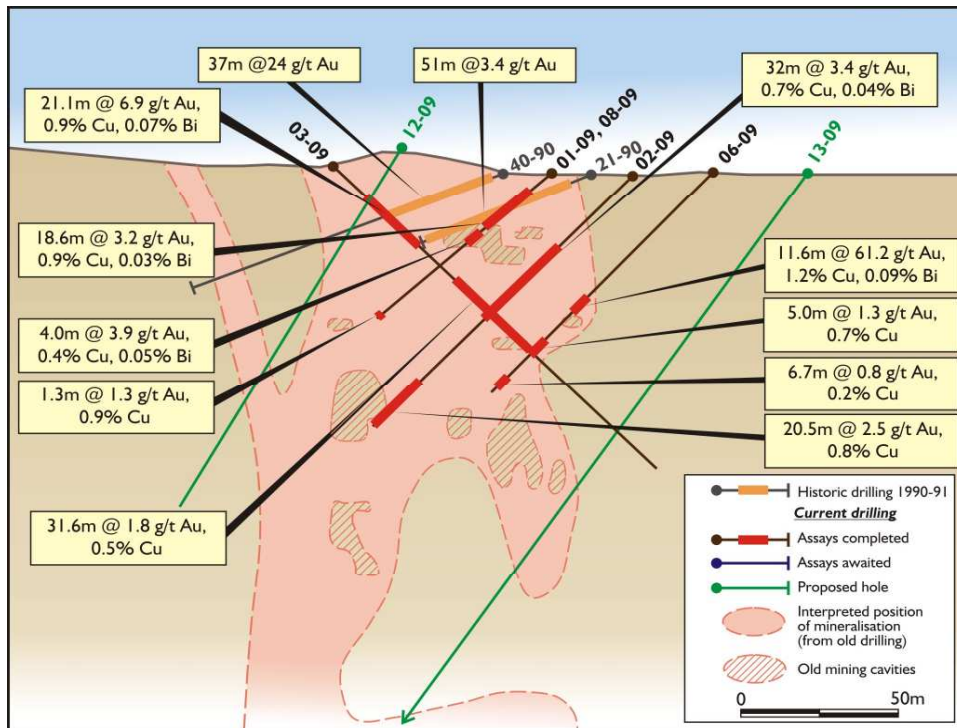 37m @24 g/t Au
51m @3.4 g/t Au
32m @ 3.4 g/t Au,
0.7% Cu, 0.04% Bi
21.1m @ 6.9 g/t Au,
0.9% Cu, 0.07% Bi
03-09
12-09
40-90
01-09, 08-09
21-90
02-09
06-09
13-09
18.6m @ 3.2 g/t Au,
0.9% Cu, 0.03% Bi
11.6m @ 61.2 g/t Au,
1.2% Cu, 0.09% Bi
4.0m @ 3.9 g/t Au,
0.4% Cu, 0.05% Bi
5.0m @ 1.3 g/t Au,
0.7% Cu
1.3m @ 1.3 g/t Au,
0.9% Cu
6.7m @ 0.8 g/t Au,
0.2% Cu
20.5m @ 2.5 g/t Au,
0.8% Cu
31.6m @ 1.8 g/t Au,
0.5% Cu
Historic drilling 1990-91
Current drilling
Assays completed
Assays awaited
Proposed hole
Interpreted position
of mineralisation
(from old drilling)
Old mining cavities
0 50m